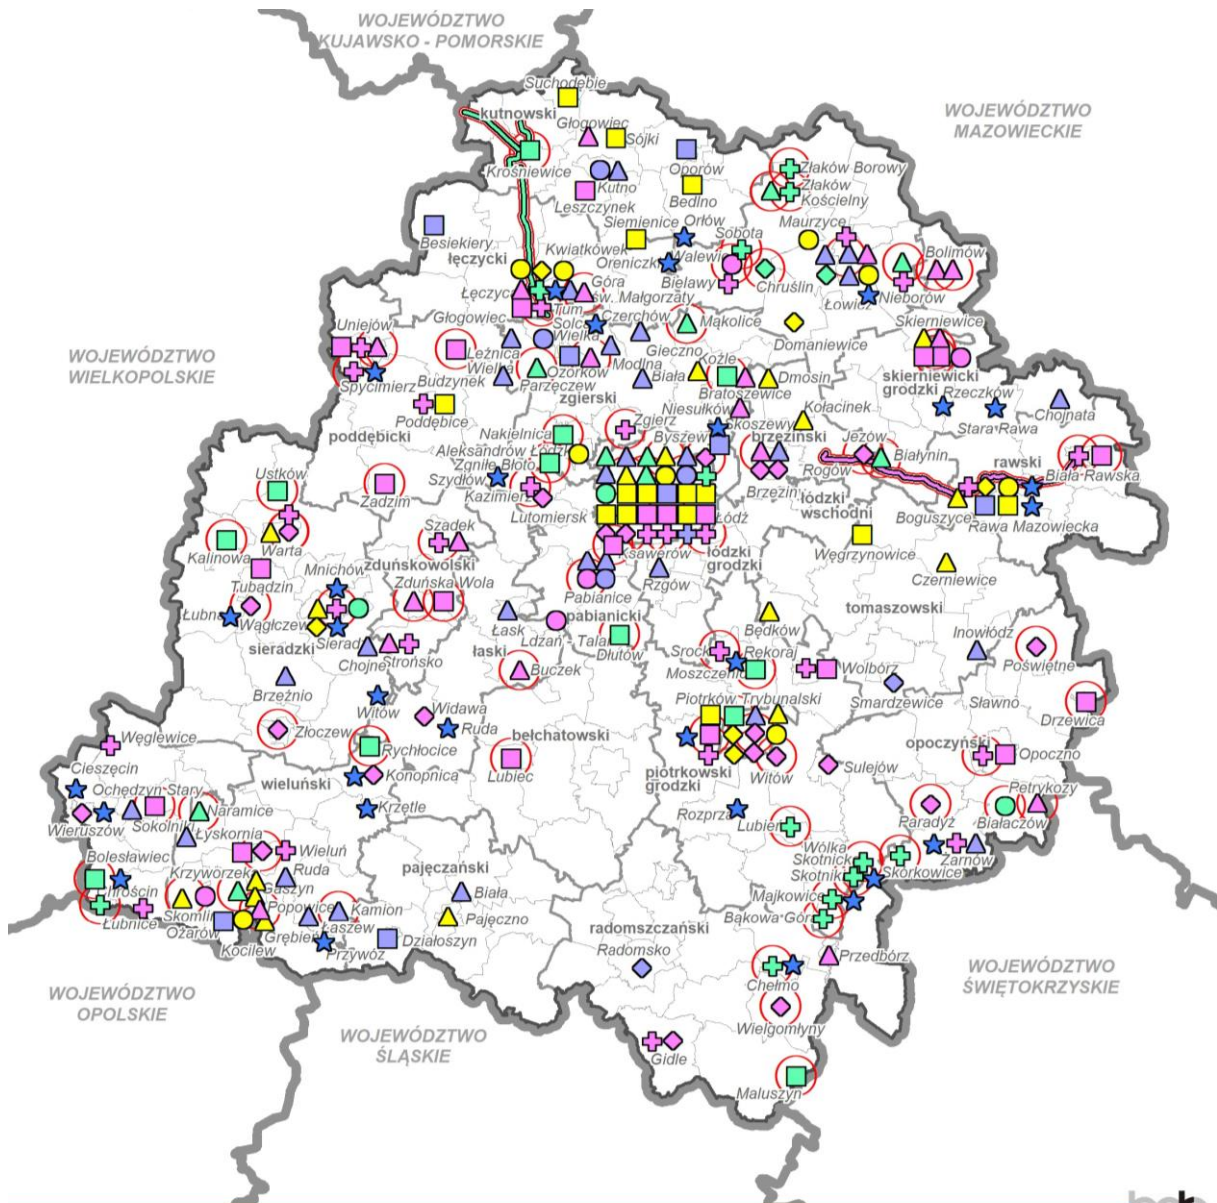 WOJEWÓDZTWO
KUJAWSKO - POMORSKIE
WOJEWÓDZTWO
MAZOWIECKIE
Suchodębie
kutnowski
Głogowiec
Sójki
Krośniewice
Oporów
Kutno
Leszczynek
Bedlno
Złaków Borowy
Złaków
Kościelny
Siemienice
Orłów
Sobota
Maurzyce
Besiekiery
łęczycki
Kwiatkówek
Oreniczki
Walewice
Bielawy
Chruślin
Bolimów
Nieborów
Łowicz
Góra
św. Małgorzaty
Łęczyca
Tum
Głogowiec
Solca
Wielka
Czerchów
Mąkolice
Domaniewice
Skierniewice
Uniejów
WOJEWÓDZTWO
WIELKOPOLSKIE
Spycimierz
Budzynek
Leźnica
Wielka
Ozorków
Modlna
Gieczno
Koźle
skierniewicki
grodzki
Parzęczew
zgierski
Biała
Bratoszewice
Dmosin
Rzeczków
Stara Rawa
Chojnata
Poddębice
poddębicki
Niesułków
Skoszewy
Kołacinek
Nakielnica
Zgierz
Byszewy
brzeziński
Jeżów
Białynin
rawski
Aleksandrów Łódzki
Zgniłe Błoto
Szydłów
Kazimierz
Lutomiersk
Brzeziny
Rogów
Biała Rawska
Ustków
Zadzim
łódzki
wschodni
Boguszyce
Rawa Mazowiecka
Łódź
Kalinowa
Warta
Szadek
zduńskowolski
Ksawerów
łódzki
grodzki
Węgrzynowice
Tubądzin
Mnichów
Zduńska Wola
Pabianice
Rzgów
Czerniewice
Wągłczew
Sieradz
sieradzki
Łask
Ldzań
pabianicki
Będków
tomaszowski
Chojne
Strońsko
łaski
Buczek
Dłutów
Srock
Rękoraj
Moszczenica
Wolbórz
Inowłódz
Poświętne
Brzeźnio
Witów
Widawa
Ruda
Piotrków Trybunalski
Smardzewice
Sławno
Drzewica
Złoczew
Rychłocice
bełchatowski
Lubiec
opoczyński
Opoczno
Węglewice
Cieszęcin
wieluński
Konopnica
piotrkowski
grodzki
Witów
Sulejów
Ochędzyn Stary
Wieruszów
Sokolniki
Naramice
Łyskornia
Krzętle
Rozprza
Lubień
Paradyż
Białaczów
Petrykozy
Wieluń
Wólka
Skotnicka
Skotniki
Skórkowice
Żarnów
Bolesławiec
Chróścin
Łubnice
Krzyworzeka
Gaszyn
Ruda
pajęczański
Biała
Majkowice
Bąkowa Góra
Skomlin
Ożarów
Popowice
Kamion
Łaszew
Pajęczno
radomszczański
Grębień
Kocilew
Przywóz
Działoszyn
Radomsko
Przedbórz
Chełmo
WOJEWÓDZTWO
ŚWIĘTOKRZYSKIE
WOJEWÓDZTWO
OPOLSKIE
Wielgomłyny
WOJEWÓDZTWO
ŚLĄSKIE
Gidle
Maluszyn